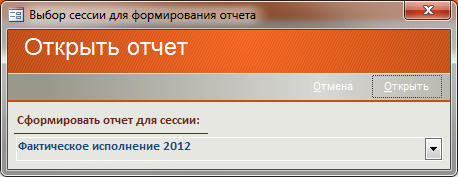 Выбор сессии для формирования отчета
Открыть отчет
Отмена Открыть
Сформировать отчет для сессии:
Фактическое исполнение 2012